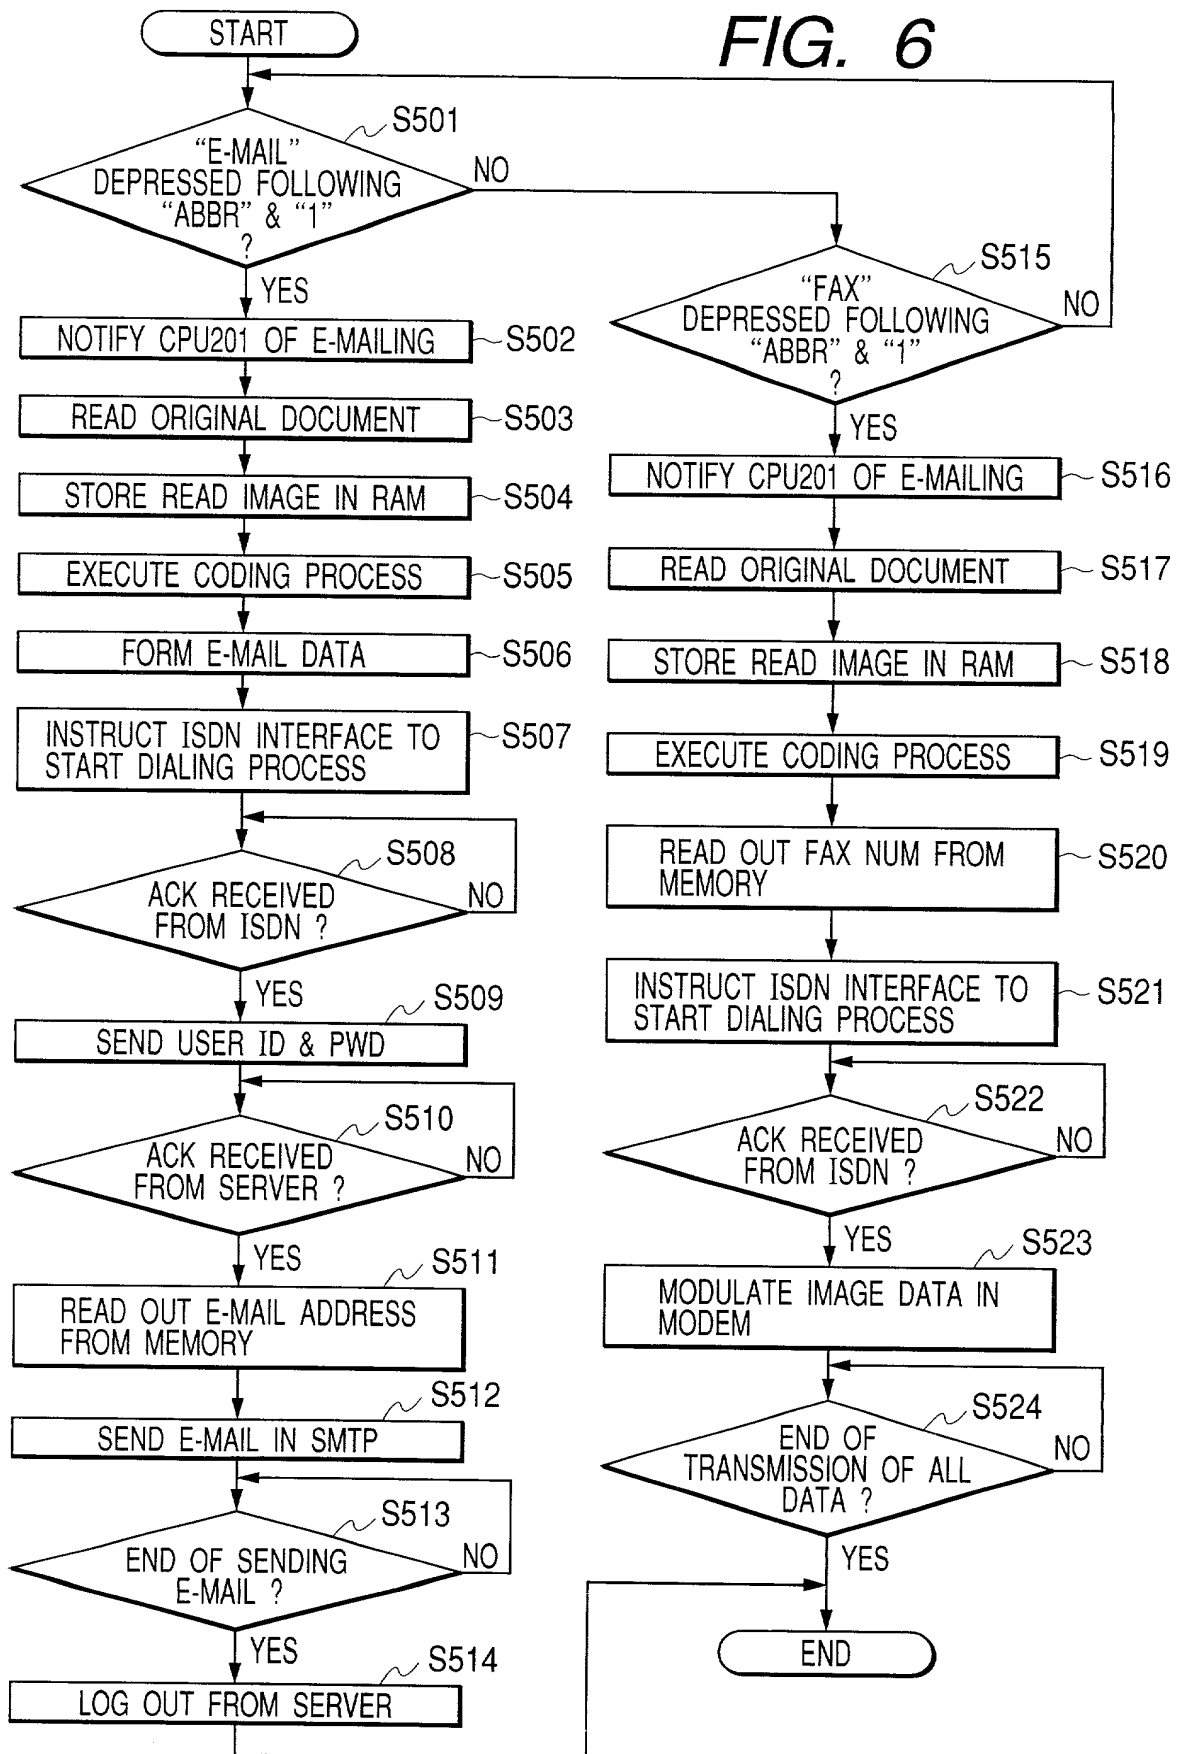 FIG. 6
START
S501
"E-MAIL"
DEPRESSED FOLLOWING
"ABBR" & "1"
?
NO
YES
NOTIFY CPU201 OF E-MAILING
S502
READ ORIGINAL DOCUMENT
S503
STORE READ IMAGE IN RAM
S504
EXECUTE CODING PROCESS
S505
FORM E-MAIL DATA
S506
INSTRUCT ISDN INTERFACE TO
START DIALING PROCESS
S507
S508
ACK RECEIVED
FROM ISDN ?
NO
YES
S509
SEND USER ID & PWD
S510
ACK RECEIVED
FROM SERVER ?
NO
YES
S511
READ OUT E-MAIL ADDRESS
FROM MEMORY
S512
SEND E-MAIL IN SMTP
S513
END OF SENDING
E-MAIL ?
NO
YES
S514
LOG OUT FROM SERVER
S515
"FAX"
DEPRESSED FOLLOWING
"ABBR" & "1"
?
NO
YES
NOTIFY CPU201 OF E-MAILING
S516
READ ORIGINAL DOCUMENT
S517
STORE READ IMAGE IN RAM
S518
EXECUTE CODING PROCESS
S519
READ OUT FAX NUM FROM
MEMORY
S520
INSTRUCT ISDN INTERFACE TO
START DIALING PROCESS
S521
S522
ACK RECEIVED
FROM ISDN ?
NO
YES
S523
MODULATE IMAGE DATA IN
MODEM
S524
END OF
TRANSMISSION OF ALL
DATA ?
NO
YES
END